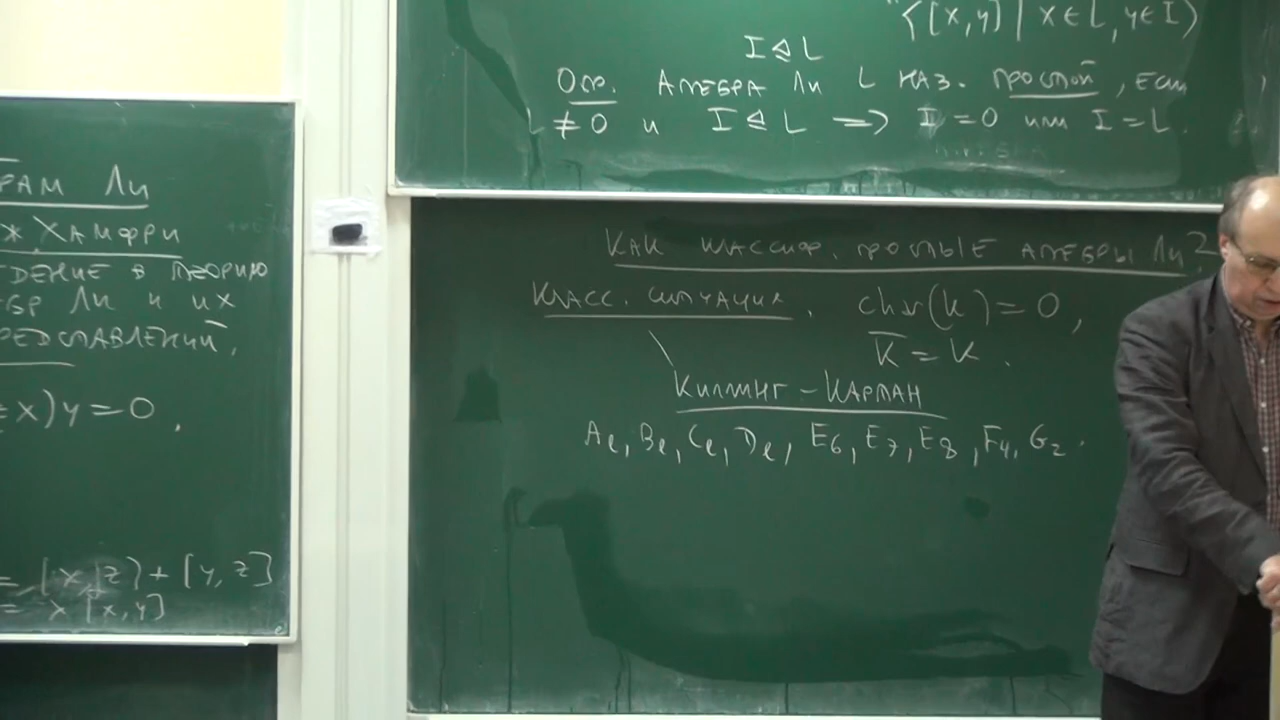 РАМ ЛИ
Ж ХАМФРИ
ДЕНИЕ В ТЕОРИЮ
БР ЛИ И ИХ
РЕДСТАВЛЕНИЙ,
x)y=0,
= [x,z]+[y,z]
= x[x,y]
{[x,y] | x∈L, y∈I}
I⊴L
Опр. АЛГЕБРА ЛИ L НАЗ. ПРОСТОЙ, ЕСЛИ
L≠0 И I⊴L ⟹ I=0 ИЛИ I=L.
КАК КЛАССИФ. ПРОСТЫЕ АЛГЕБРЫ ЛИ?
КЛАСС. СИТУАЦИЯ. char(k)=0,
k̅=k.
КИЛЛИНГ – КАРТАН
Aℓ, Bℓ, Cℓ, Dℓ, E₆, E₇, E₈, F₄, G₂.